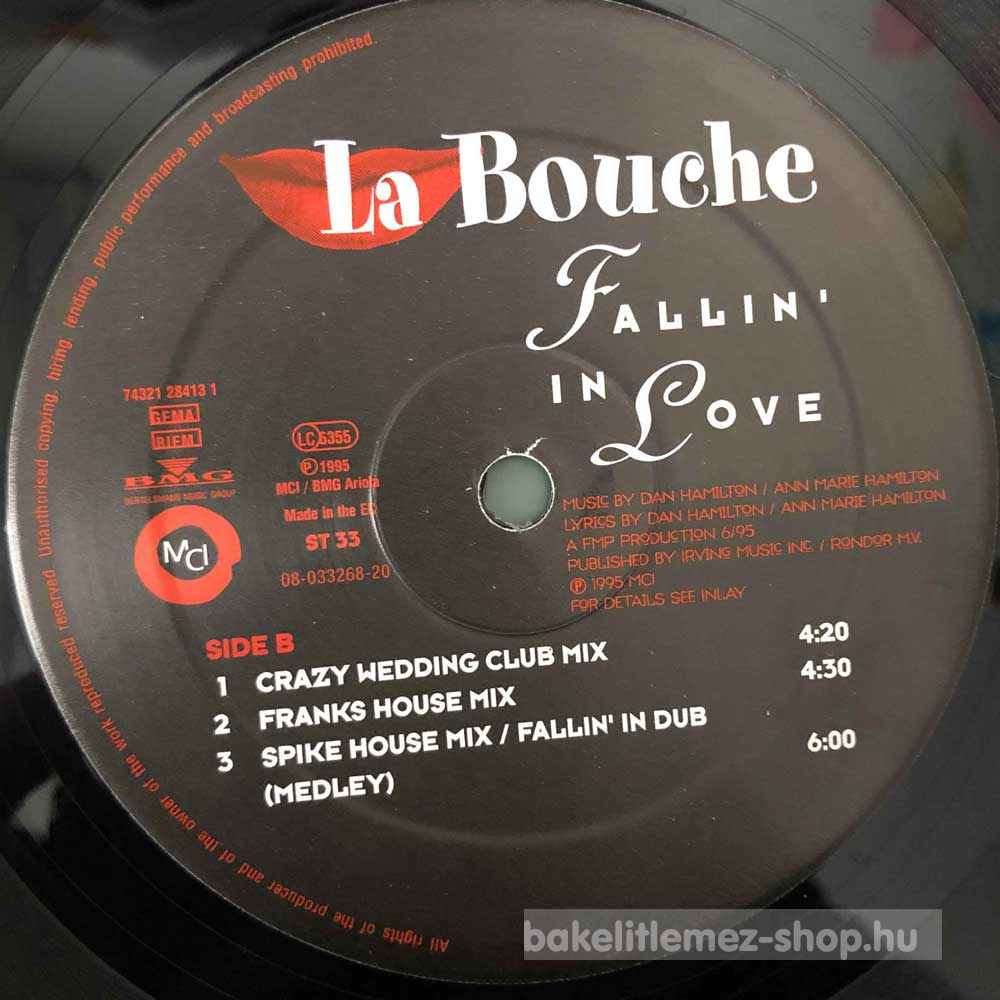 All rights of the producer and of the owner of the work reproduced reserved. Unauthorised copying, hiring, lending, public performance and broadcasting prohibited.
La Bouche
FALLIN'
IN LOVE
74321 28413 1
GEMA
BIEM
BMG
BERTELSMANN MUSIC GROUP
MCI
LC 5355
℗ 1995
MCI / BMG Ariola
Made in the EC
ST 33
08-033268-20
MUSIC BY DAN HAMILTON / ANN MARIE HAMILTON
LYRICS BY DAN HAMILTON / ANN MARIE HAMILTON
A FMP PRODUCTION 6/95
PUBLISHED BY IRVING MUSIC INC. / RONDOR M.V.
℗ 1995 MCI
FOR DETAILS SEE INLAY
SIDE B
1 CRAZY WEDDING CLUB MIX 4:20
2 FRANKS HOUSE MIX 4:30
3 SPIKE HOUSE MIX / FALLIN' IN DUB
(MEDLEY) 6:00
bakelitlemez-shop.hu